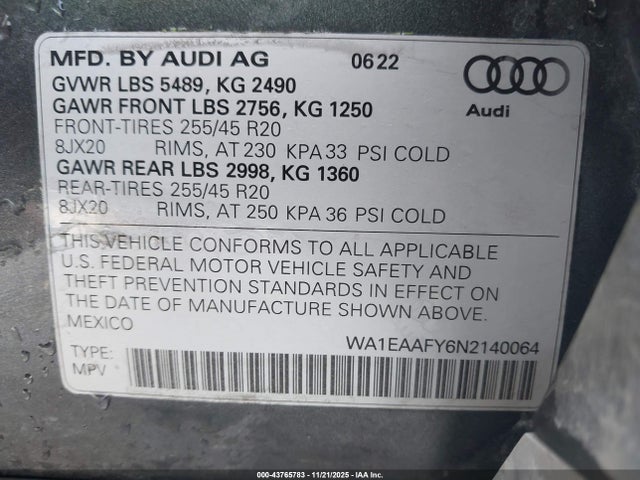 MFD. BY AUDI AG 0622
GVWR LBS 5489, KG 2490
GAWR FRONT LBS 2756, KG 1250
FRONT-TIRES 255/45 R20
8JX20 RIMS, AT 230 KPA 33 PSI COLD
GAWR REAR LBS 2998, KG 1360
REAR-TIRES 255/45 R20
8JX20 RIMS, AT 250 KPA 36 PSI COLD
Audi
THIS VEHICLE CONFORMS TO ALL APPLICABLE
U.S. FEDERAL MOTOR VEHICLE SAFETY AND
THEFT PREVENTION STANDARDS IN EFFECT ON
THE DATE OF MANUFACTURE SHOWN ABOVE.
MEXICO
WA1EAAFY6N2140064
TYPE:
MPV
000-43765783 - 11/21/2025 - IAA Inc.